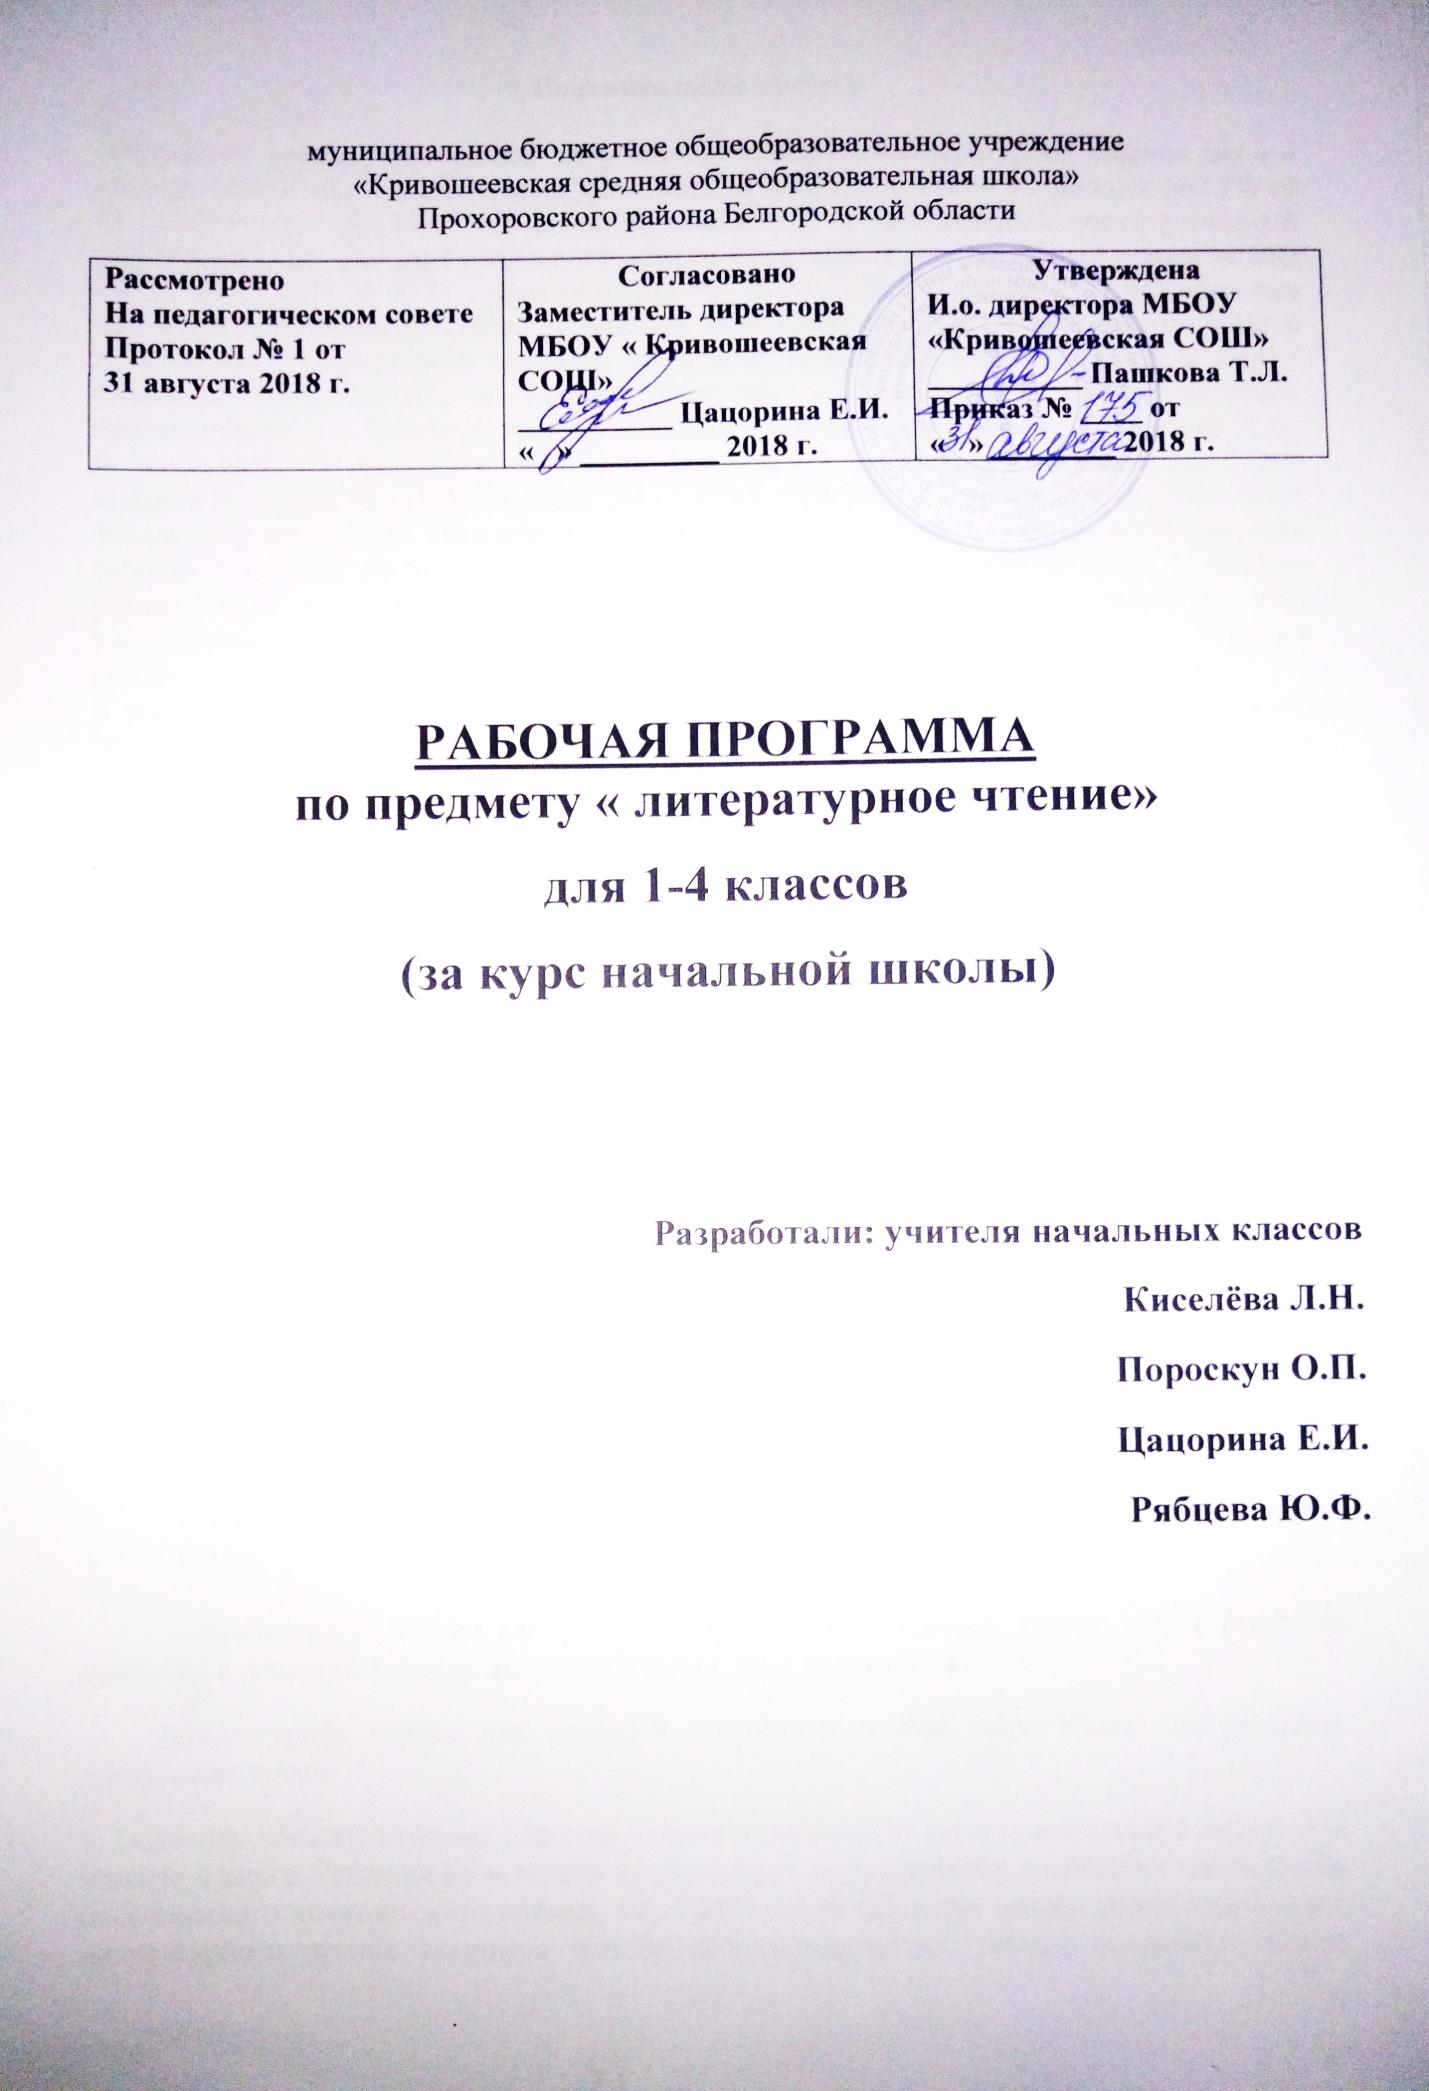 муниципальное бюджетное общеобразовательное учреждение
«Кривошеевская средняя общеобразовательная школа»
Прохоровского района Белгородской области
Рассмотрено
На педагогическом совете
Протокол № 1 от
31 августа 2018 г.
Согласовано
Заместитель директора
МБОУ « Кривошеевская
СОШ»
___________ Цацорина Е.И.
« » __________ 2018 г.
Утверждена
И.о. директора МБОУ
«Кривошеевская СОШ»
___________ Пашкова Т.Л.
Приказ № 175 от
«31» августа 2018 г.
РАБОЧАЯ ПРОГРАММА
по предмету « литературное чтение»
для 1-4 классов
(за курс начальной школы)
Разработали: учителя начальных классов
Киселёва Л.Н.
Пороскун О.П.
Цацорина Е.И.
Рябцева Ю.Ф.